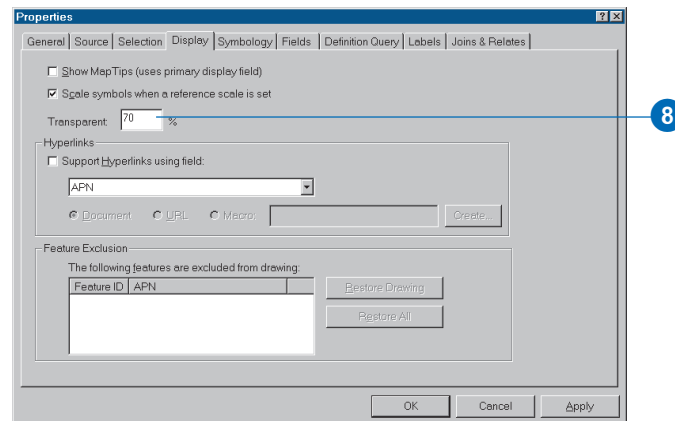 Properties
General Source Selection Display Symbology Fields Definition Query Labels Joins & Relates
Show MapTips (uses primary display field)
Scale symbols when a reference scale is set
Transparent: 70 %
8
Hyperlinks
Support Hyperlinks using field:
APN
Document URL Macro: Create...
Feature Exclusion
The following features are excluded from drawing:
Feature ID APN
Restore Drawing
Restore All
OK Cancel Apply